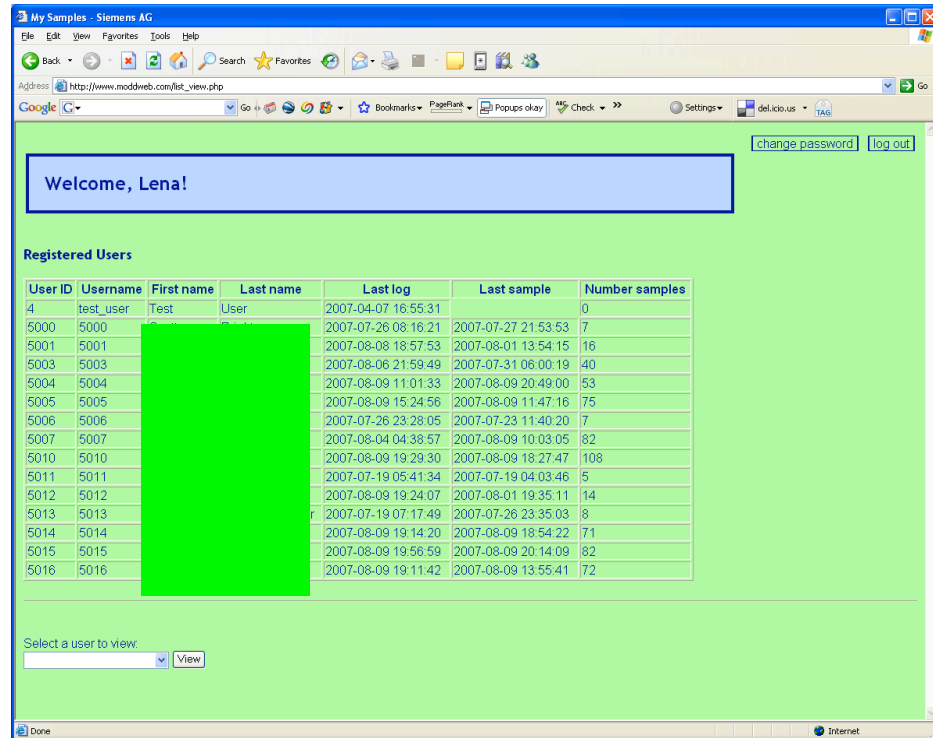 My Samples - Siemens AG
File Edit View Favorites Tools Help
Back Search Favorites
Address http://www.moddweb.com/list_view.php Go
Google G Go Bookmarks PageRank Popups okay ABC Check >> Settings del.icio.us TAG
change password log out
Welcome, Lena!
Registered Users
User ID Username First name Last name Last log Last sample Number samples
4 test_user Test User 2007-04-07 16:55:31 0
5000 5000 2007-07-26 08:16:21 2007-07-27 21:53:53 7
5001 5001 2007-08-08 18:57:53 2007-08-01 13:54:15 16
5003 5003 2007-08-06 21:59:49 2007-07-31 06:00:19 40
5004 5004 2007-08-09 11:01:33 2007-08-09 20:49:00 53
5005 5005 2007-08-09 15:24:56 2007-08-09 11:47:16 75
5006 5006 2007-07-26 23:28:05 2007-07-23 11:40:20 7
5007 5007 2007-08-04 04:38:57 2007-08-09 10:03:05 82
5010 5010 2007-08-09 19:29:30 2007-08-09 18:27:47 108
5011 5011 2007-07-19 05:41:34 2007-07-19 04:03:46 5
5012 5012 2007-08-09 19:24:07 2007-08-01 19:35:11 14
5013 5013 r 2007-07-19 07:17:49 2007-07-26 23:35:03 8
5014 5014 2007-08-09 19:14:20 2007-08-09 18:54:22 71
5015 5015 2007-08-09 19:56:59 2007-08-09 20:14:09 82
5016 5016 2007-08-09 19:11:42 2007-08-09 13:55:41 72
Select a user to view:
View
Done Internet